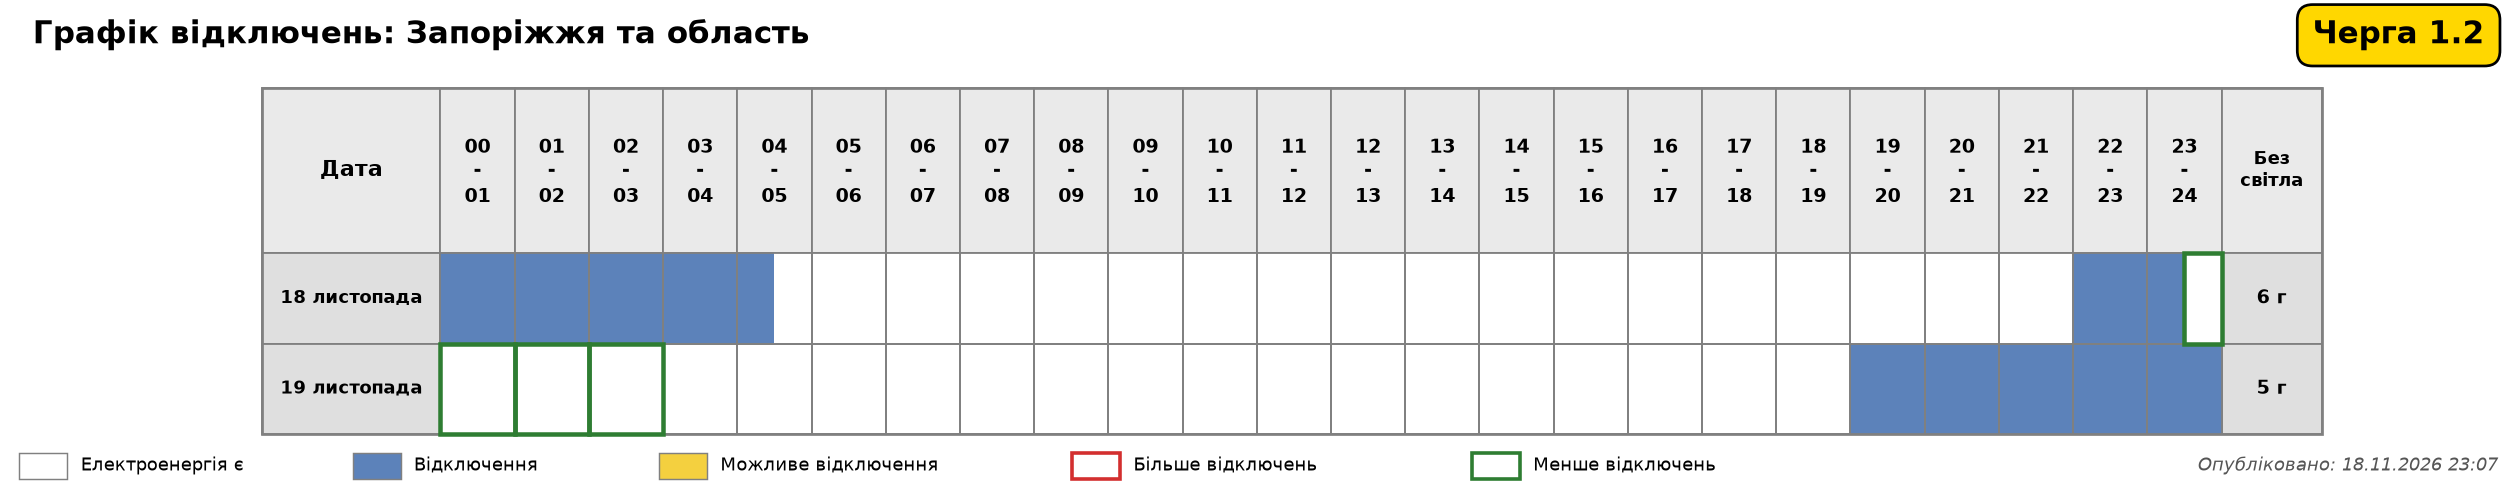 Графік відключень: Запоріжжя та область
Черга 1.2
Дата 00 - 01 01 - 02 02 - 03 03 - 04 04 - 05 05 - 06 06 - 07 07 - 08 08 - 09 09 - 10 10 - 11 11 - 12 12 - 13 13 - 14 14 - 15 15 - 16 16 - 17 17 - 18 18 - 19 19 - 20 20 - 21 21 - 22 22 - 23 23 - 24 Без світла
18 листопада 6 г
19 листопада 5 г
Електроенергія є Відключення Можливе відключення Більше відключень Менше відключень
Опубліковано: 18.11.2026 23:07